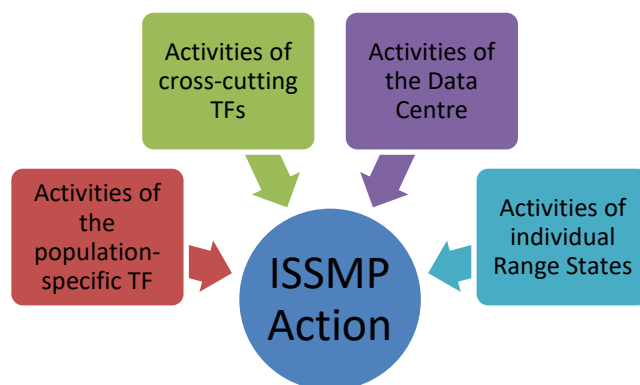 Activities of
cross-cutting
TFs
Activities of
the Data
Centre
Activities of
the
population-
specific TF
Activities of
individual
Range States
ISSMP
Action